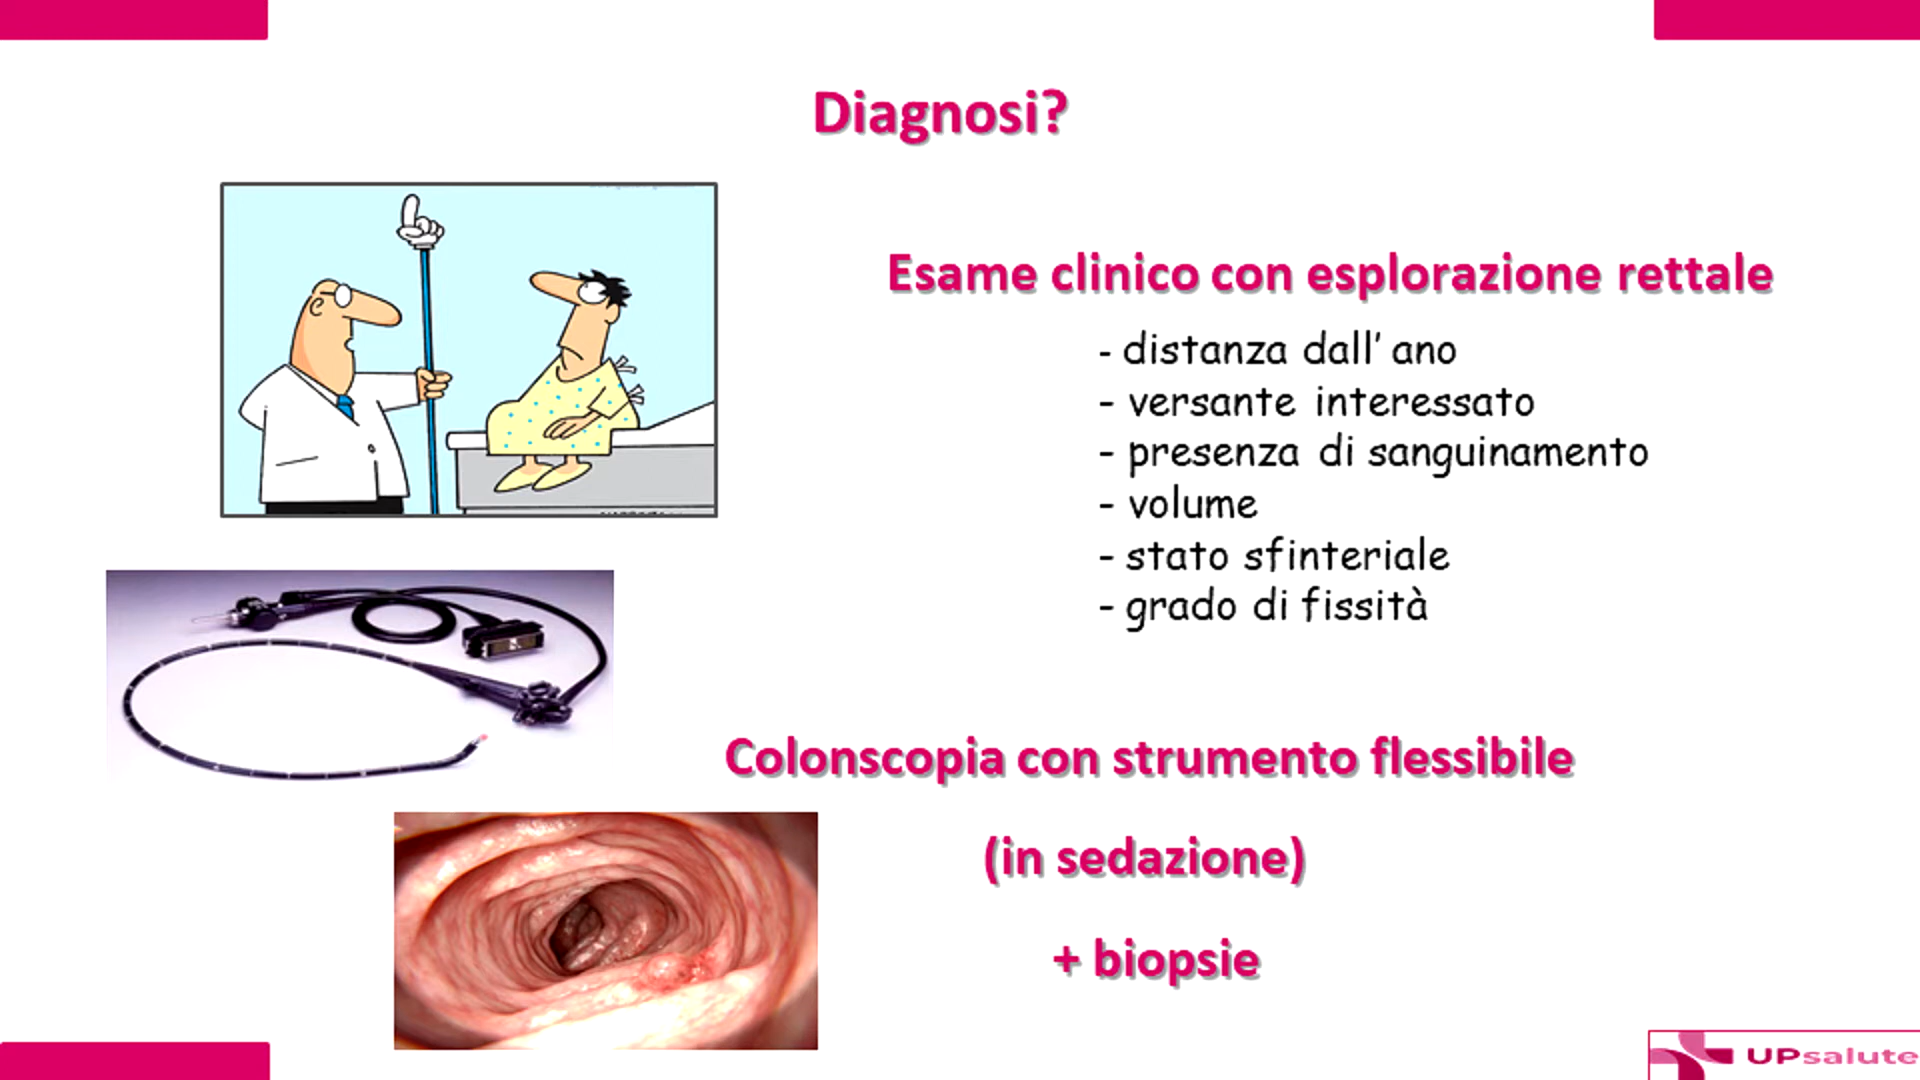 Diagnosi?
Esame clinico con esplorazione rettale
- distanza dall' ano
- versante interessato
- presenza di sanguinamento
- volume
- stato sfinteriale
- grado di fissità
Colonscopia con strumento flessibile
(in sedazione)
+ biopsie
UPsalute